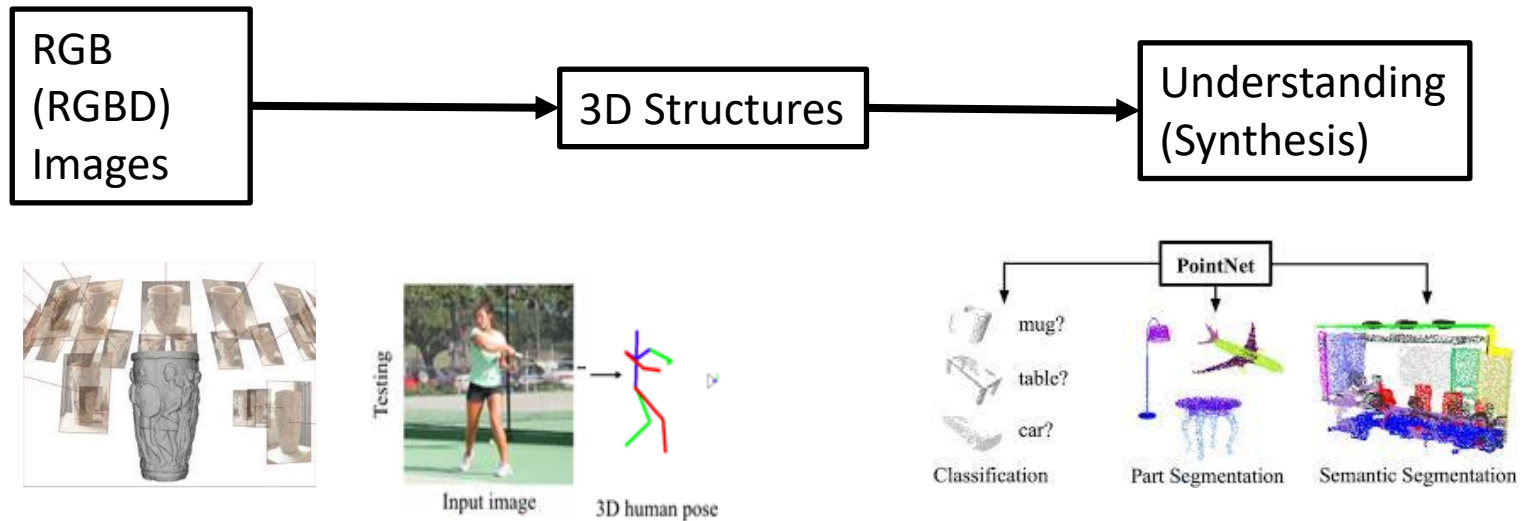 RGB
(RGBD)
Images
3D Structures
Understanding
(Synthesis)
Testing
Input image
3D human pose
PointNet
mug?
table?
car?
Classification
Part Segmentation
Semantic Segmentation